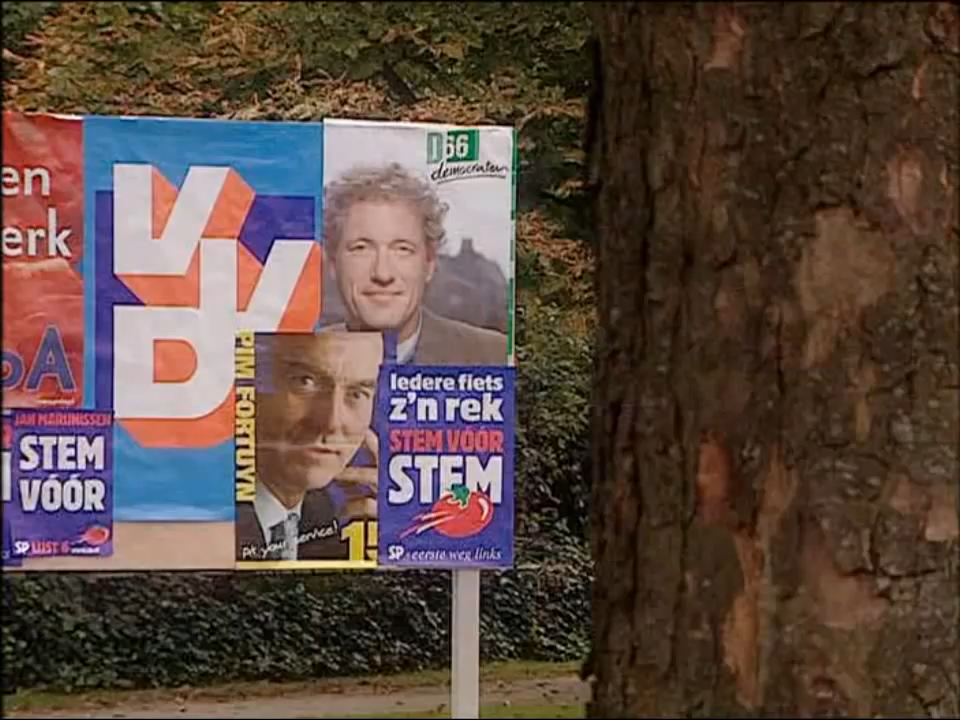 en
erk
A
JAN MARIJNISSEN
STEM
VÓÓR
SP LIJST 6
VVD
D66
democraten
PIM FORTUYN
At your service!
15
Iedere fiets
z'n rek
STEM VÓÓR
STEM
SP eerste weg links